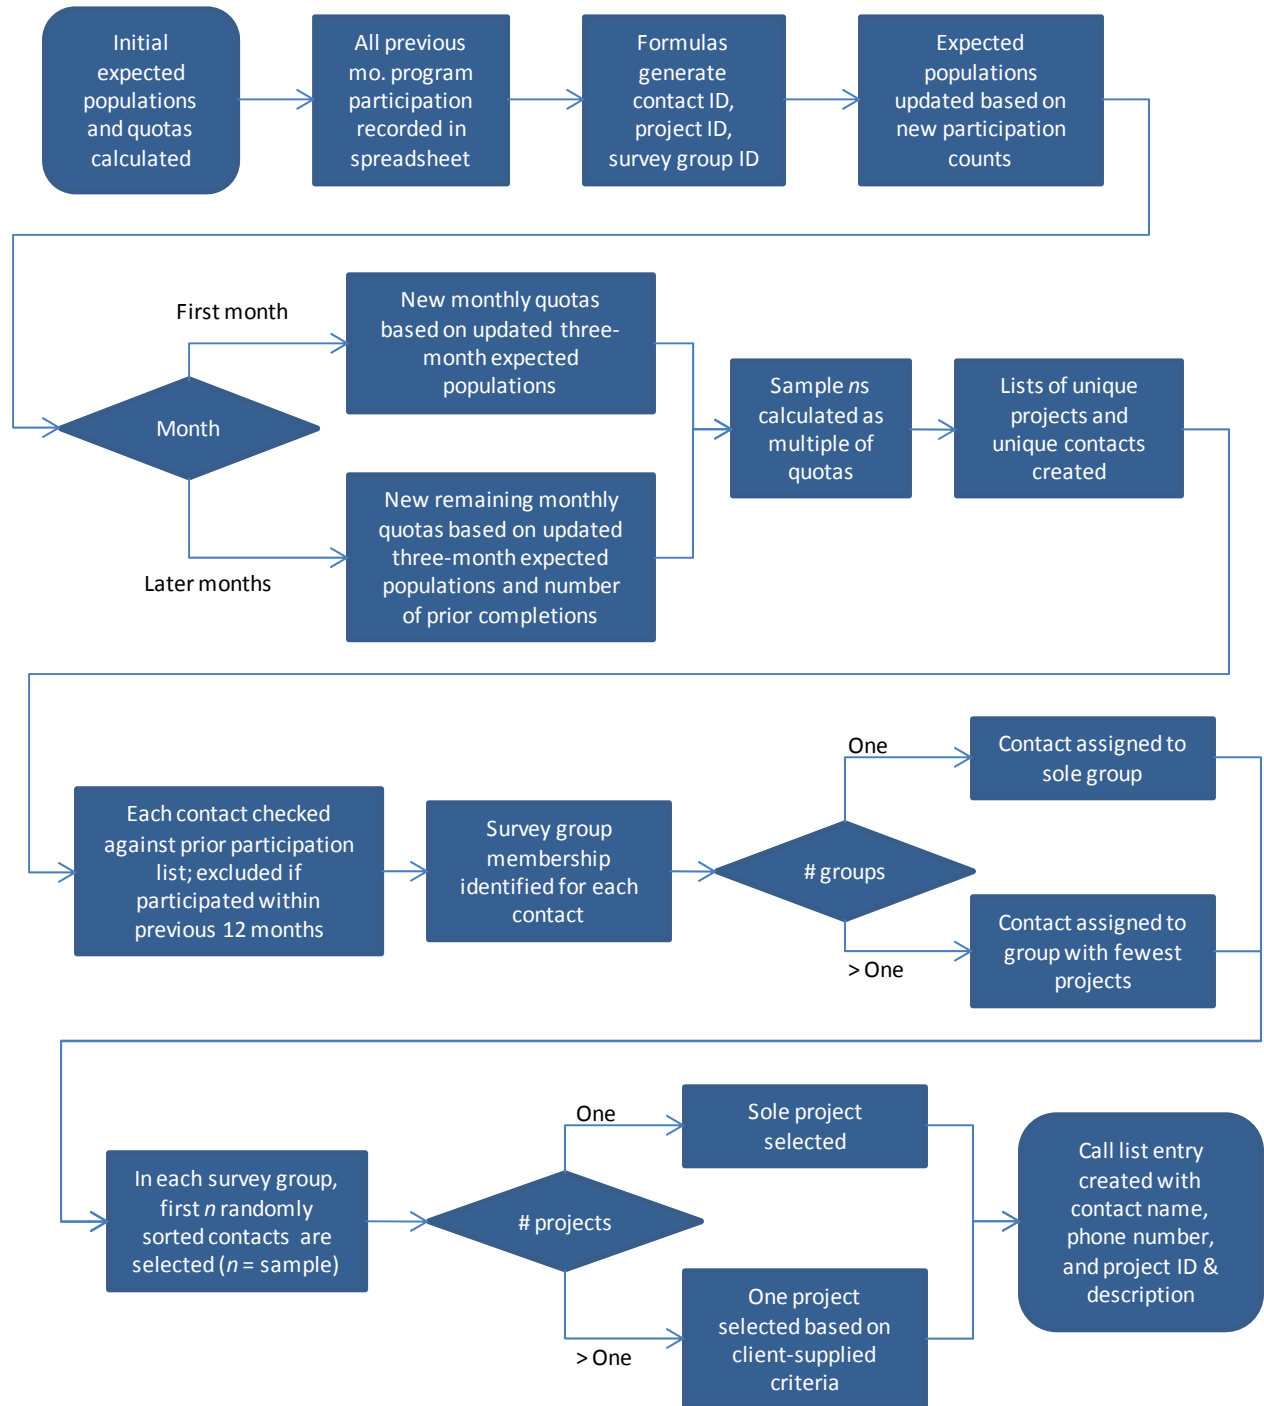 Initial
expected
populations
and quotas
calculated
All previous
mo. program
participation
recorded in
spreadsheet
Formulas
generate
contact ID,
project ID,
survey group ID
Expected
populations
updated based on
new participation
counts
Month
First month
New monthly quotas
based on updated three-
month expected
populations
Later months
New remaining monthly
quotas based on updated
three-month expected
populations and number
of prior completions
Sample ns
calculated as
multiple of
quotas
Lists of unique
projects and
unique contacts
created
Each contact checked
against prior participation
list; excluded if
participated within
previous 12 months
Survey group
membership
identified for each
contact
# groups
One
Contact assigned to
sole group
> One
Contact assigned to
group with fewest
projects
In each survey group,
first n randomly
sorted contacts are
selected (n = sample)
# projects
One
Sole project
selected
> One
One project
selected based on
client-supplied
criteria
Call list entry
created with
contact name,
phone number,
and project ID &
description